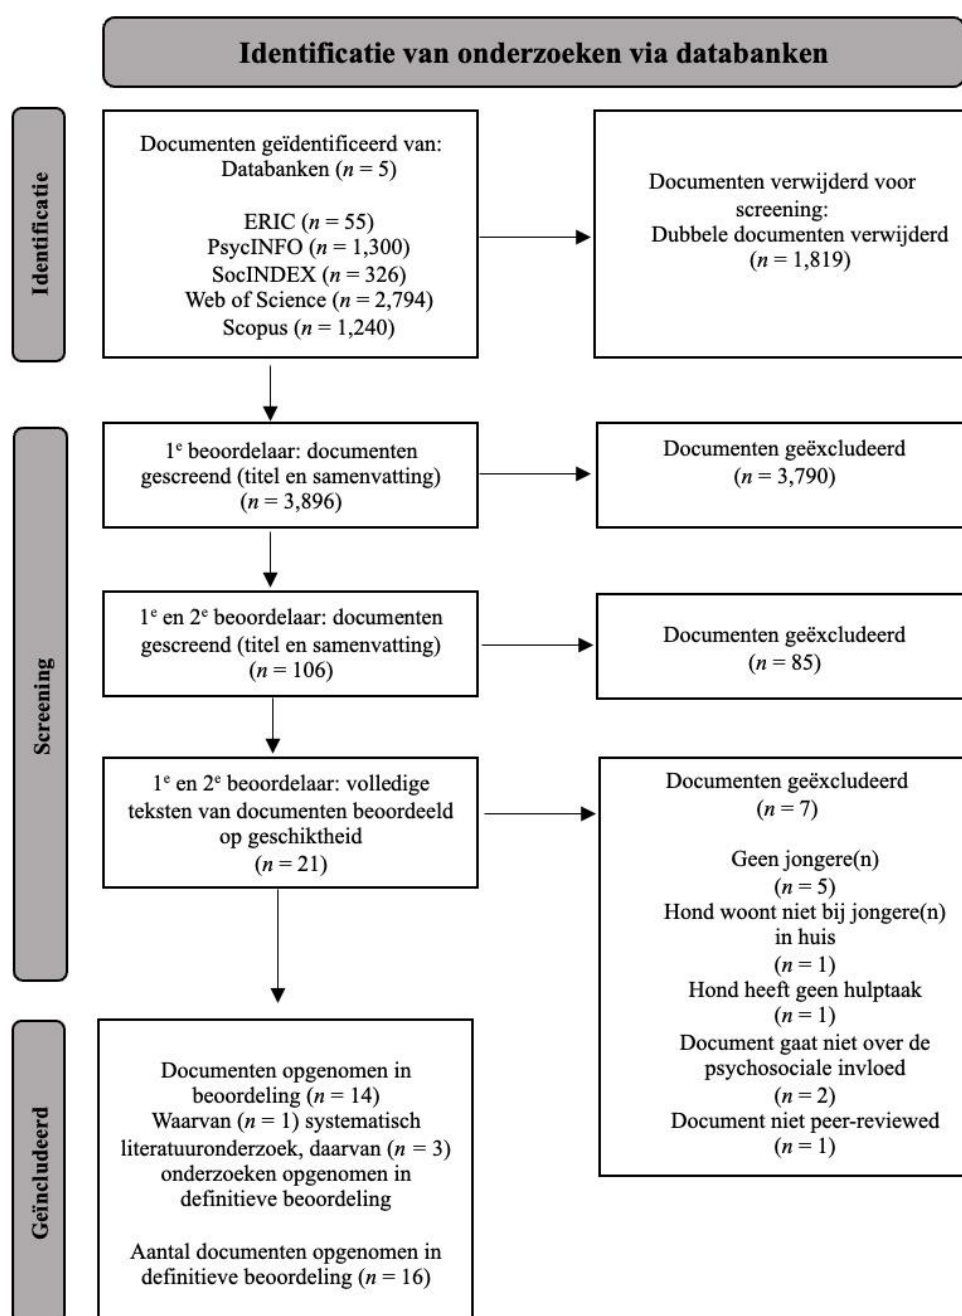 Identificatie van onderzoeken via databanken
Identificatie
Documenten geïdentificeerd van:
Databanken (n = 5)
ERIC (n = 55)
PsycINFO (n = 1,300)
SocINDEX (n = 326)
Web of Science (n = 2,794)
Scopus (n = 1,240)
Documenten verwijderd voor
screening:
Dubbele documenten verwijderd
(n = 1,819)
Screening
1e beoordelaar: documenten
gescreend (titel en samenvatting)
(n = 3,896)
Documenten geëxcludeerd
(n = 3,790)
1e en 2e beoordelaar: documenten
gescreend (titel en samenvatting)
(n = 106)
Documenten geëxcludeerd
(n = 85)
1e en 2e beoordelaar: volledige
teksten van documenten beoordeeld
op geschiktheid
(n = 21)
Documenten geëxcludeerd
(n = 7)
Geen jongere(n)
(n = 5)
Hond woont niet bij jongere(n)
in huis
(n = 1)
Hond heeft geen hulptaak
(n = 1)
Document gaat niet over de
psychosociale invloed
(n = 2)
Document niet peer-reviewed
(n = 1)
Geïncludeerd
Documenten opgenomen in
beoordeling (n = 14)
Waarvan (n = 1) systematisch
literatuuronderzoek, daarvan (n = 3)
onderzoeken opgenomen in
definitieve beoordeling
Aantal documenten opgenomen in
definitieve beoordeling (n = 16)